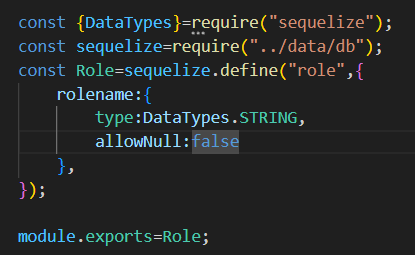 const {DataTypes}=require("sequelize");
const sequelize=require("../data/db");
const Role=sequelize.define("role",{
    rolename:{
        type:DataTypes.STRING,
        allowNull:false
    },
});

module.exports=Role;